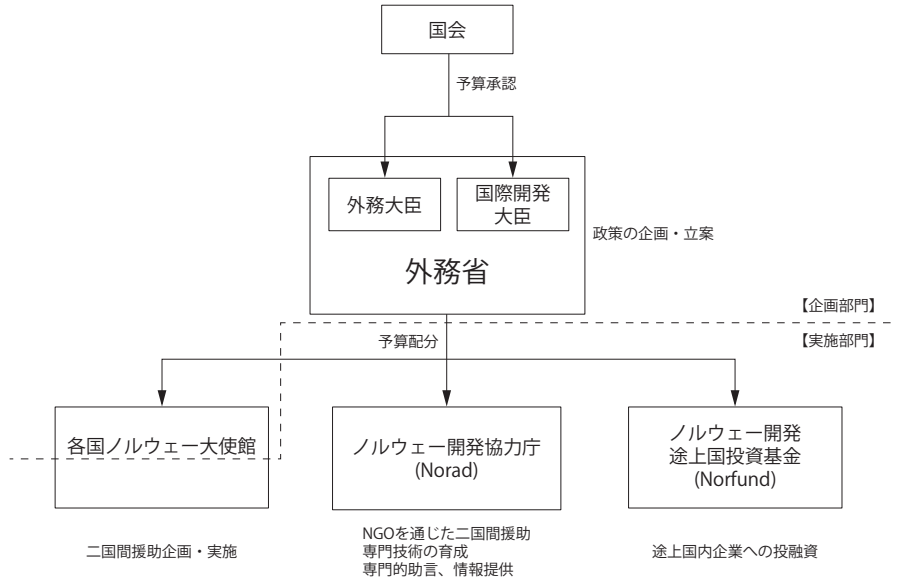 国会
予算承認
外務大臣
国際開発
大臣
外務省
政策の企画・立案
【企画部門】
【実施部門】
予算配分
各国ノルウェー大使館
ノルウェー開発協力庁
(Norad)
ノルウェー開発
途上国投資基金
(Norfund)
二国間援助企画・実施
NGOを通じた二国間援助
専門技術の育成
専門的助言、情報提供
途上国内企業への投融資